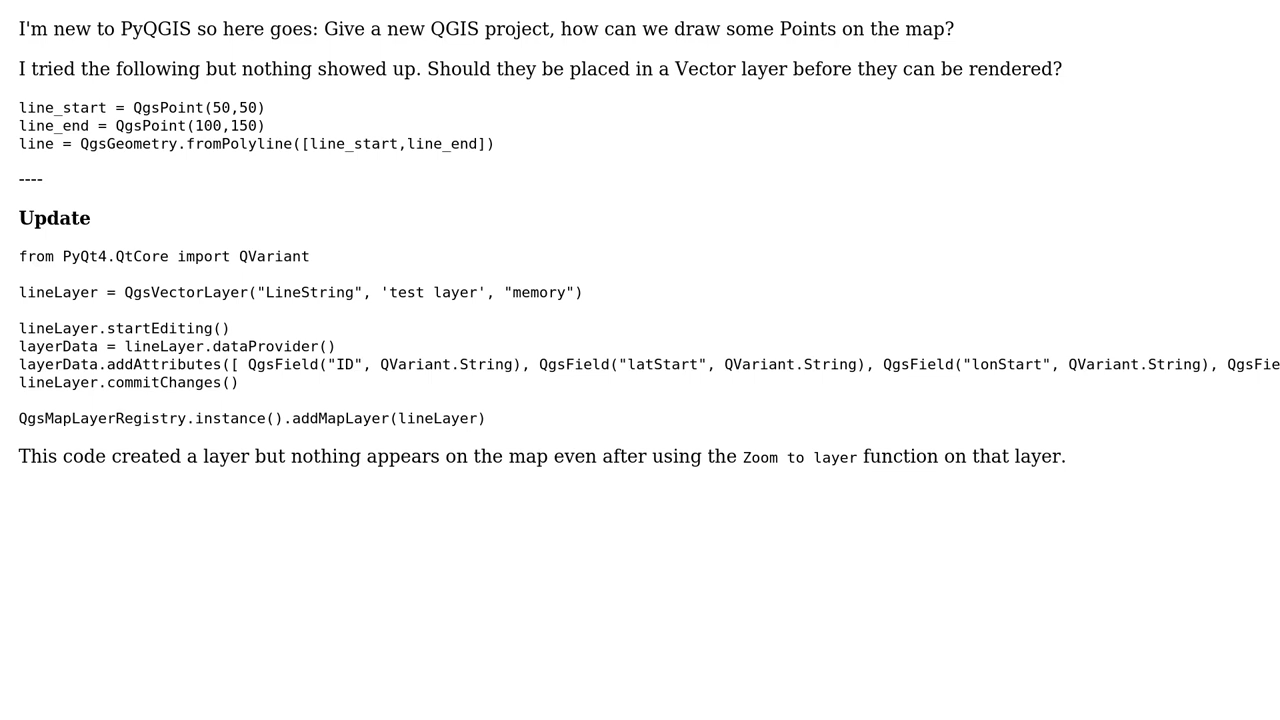 I'm new to PyQGIS so here goes: Give a new QGIS project, how can we draw some Points on the map?
I tried the following but nothing showed up. Should they be placed in a Vector layer before they can be rendered?
line_start = QgsPoint(50,50)
line_end = QgsPoint(100,150)
line = QgsGeometry.fromPolyline([line_start,line_end])
----
Update
from PyQt4.QtCore import QVariant
lineLayer = QgsVectorLayer("LineString", 'test layer', "memory")
lineLayer.startEditing()
layerData = lineLayer.dataProvider()
layerData.addAttributes([ QgsField("ID", QVariant.String), QgsField("latStart", QVariant.String), QgsField("lonStart", QVariant.String), QgsFie
lineLayer.commitChanges()
QgsMapLayerRegistry.instance().addMapLayer(lineLayer)
This code created a layer but nothing appears on the map even after using the Zoom to layer function on that layer.